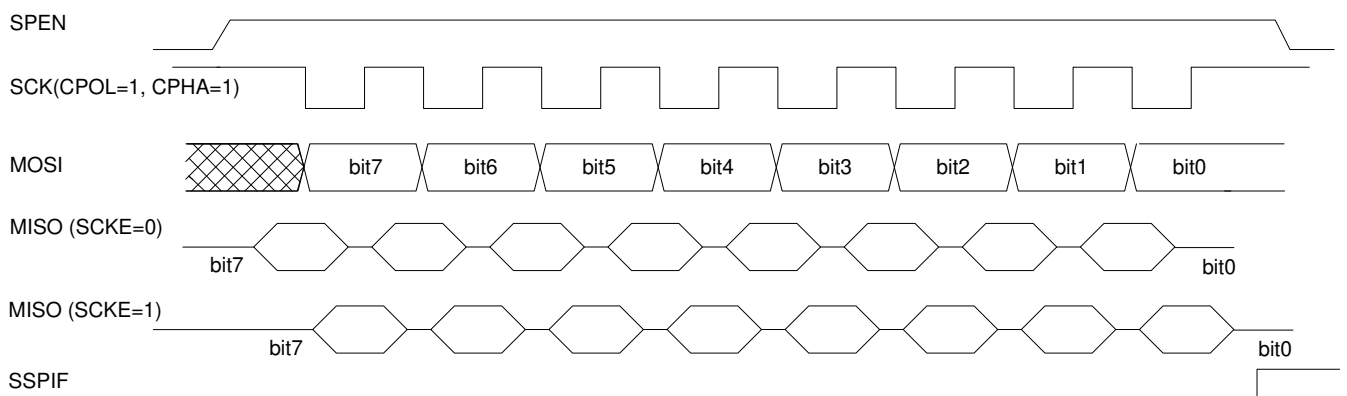 SPEN
SCK(CPOL=1, CPHA=1)
MOSI bit7 bit6 bit5 bit4 bit3 bit2 bit1 bit0
MISO (SCKE=0)
bit7 bit0
MISO (SCKE=1)
bit7 bit0
SSPIF